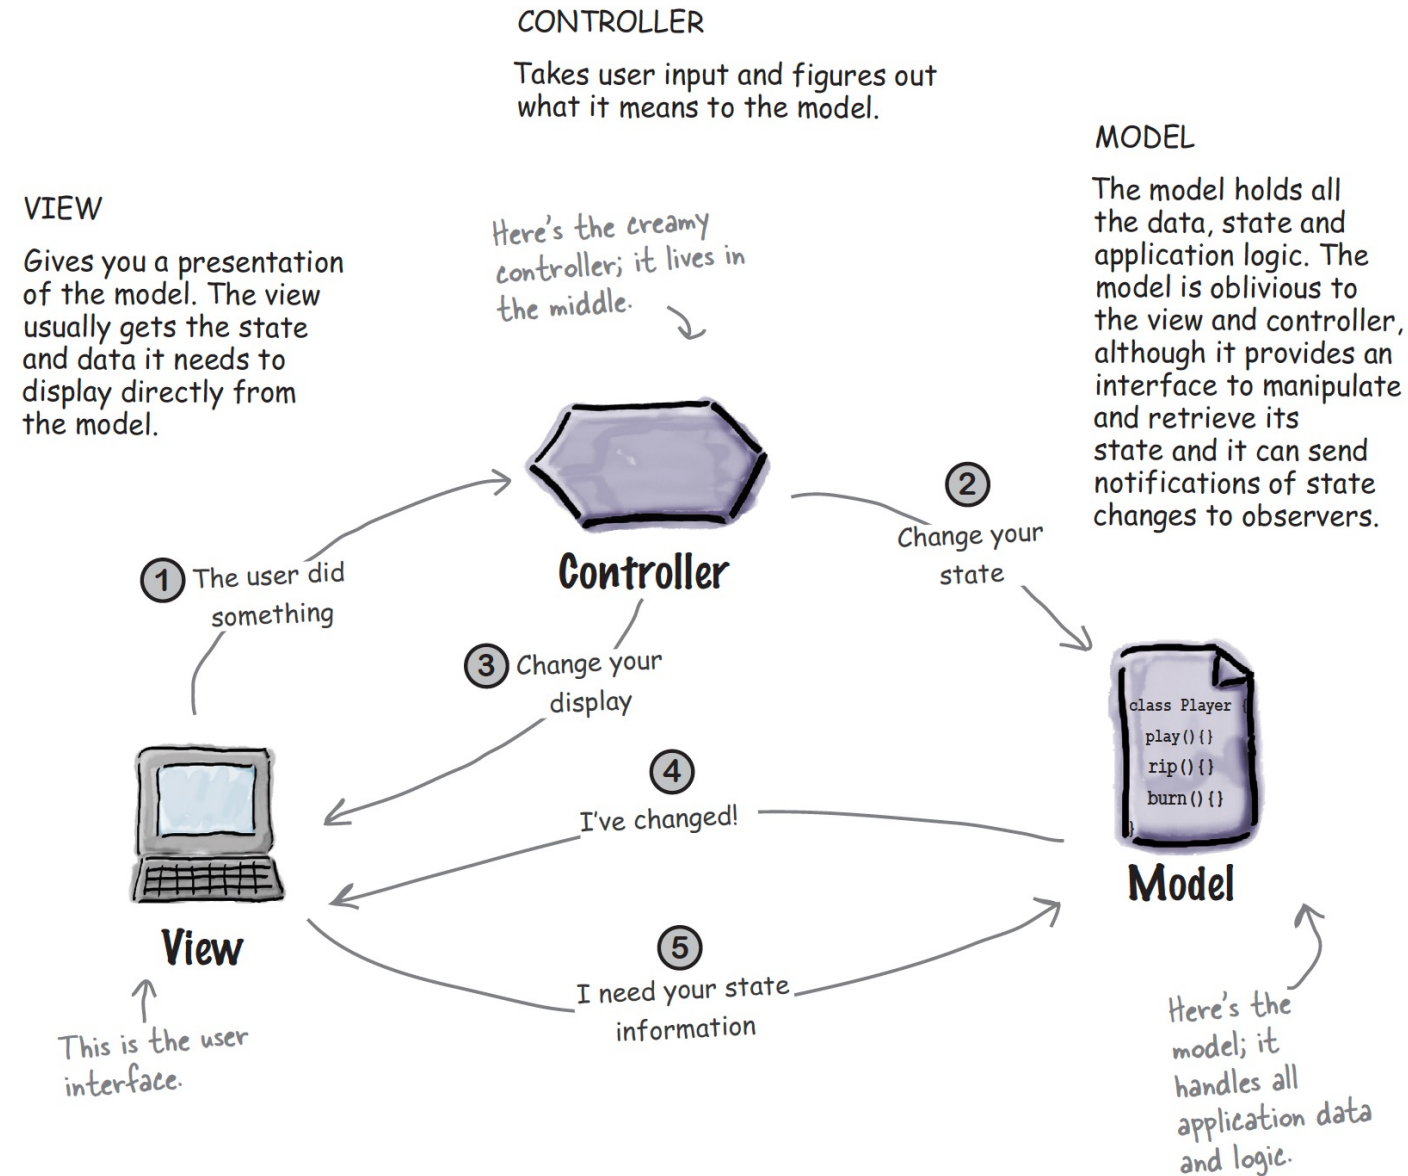 CONTROLLER
Takes user input and figures out
what it means to the model.
MODEL
The model holds all
the data, state and
application logic. The
model is oblivious to
the view and controller,
although it provides an
interface to manipulate
and retrieve its
state and it can send
notifications of state
changes to observers.
VIEW
Gives you a presentation
of the model. The view
usually gets the state
and data it needs to
display directly from
the model.
Here's the creamy
controller; it lives in
the middle.
Controller
1 The user did
something
2
Change your
state
3 Change your
display
4
I've changed!
5
I need your state
information
class Player {
play(){}
rip(){}
burn(){}
}
Model
View
This is the user
interface.
Here's the
model; it
handles all
application data
and logic.